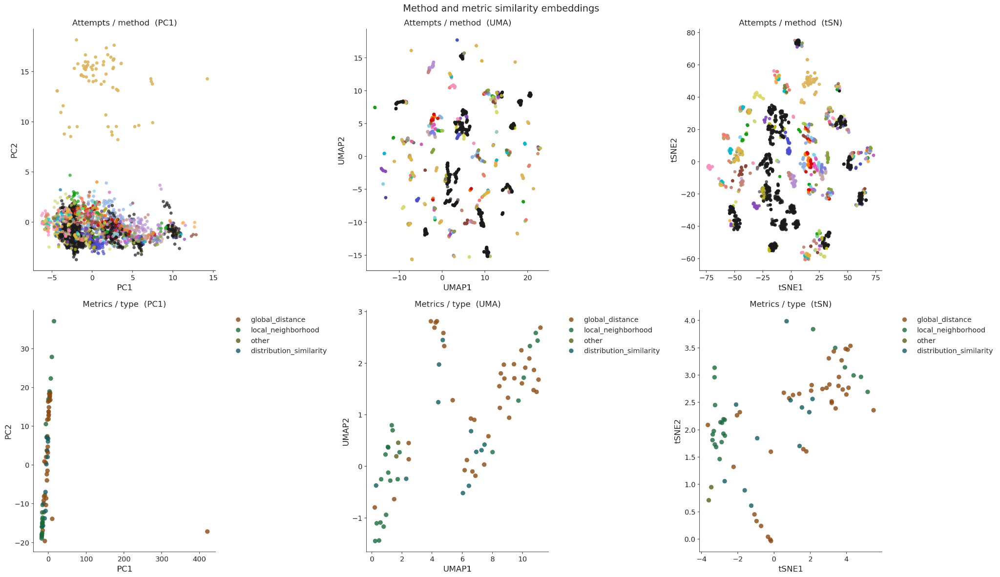 Method and metric similarity embeddings
Attempts / method  (PC1)
15
10
5
0
PC2
−5
0
5
10
15
PC1
Attempts / method  (UMA)
15
10
5
0
−5
−10
−15
UMAP2
−10
0
10
20
UMAP1
Attempts / method  (tSN)
80
60
40
20
0
−20
−40
−60
tSNE2
−75
−50
−25
0
25
50
75
tSNE1
Metrics / type  (PC1)
30
20
10
0
−10
−20
PC2
0
100
200
300
400
PC1
global_distance
local_neighborhood
other
distribution_similarity
Metrics / type  (UMA)
3
2
1
0
−1
UMAP2
0
2
4
6
8
10
UMAP1
global_distance
local_neighborhood
other
distribution_similarity
Metrics / type  (tSN)
4.0
3.5
3.0
2.5
2.0
1.5
1.0
0.5
0.0
tSNE2
−4
−2
0
2
4
tSNE1
global_distance
local_neighborhood
other
distribution_similarity